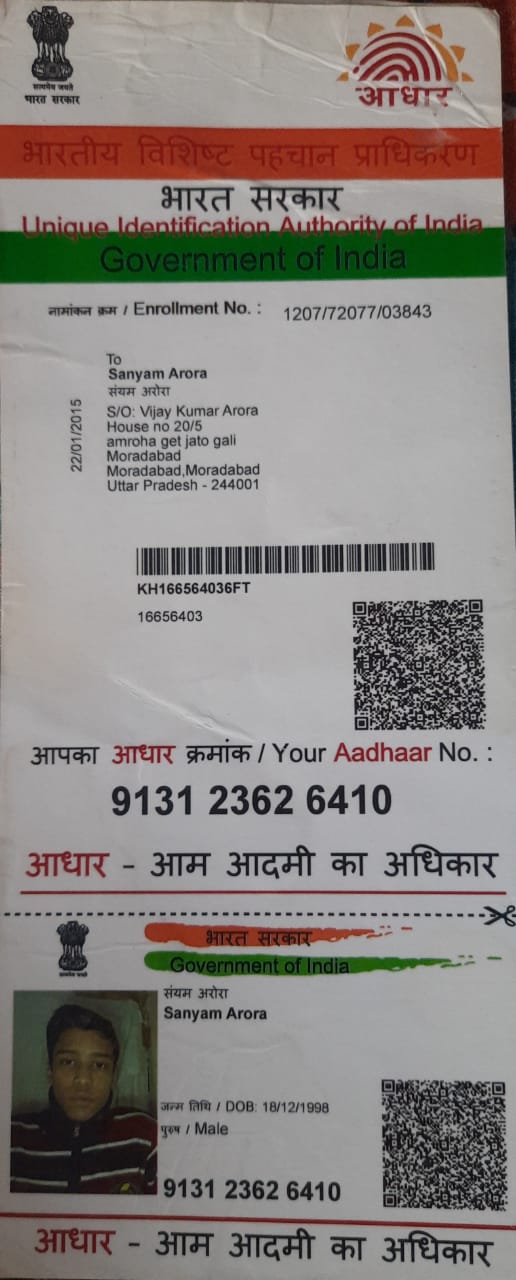 सत्यमेव जयते
भारत सरकार
आधार
भारतीय विशिष्ट पहचान प्राधिकरण
भारत सरकार
Unique Identification Authority of India
Government of India
नामांकन क्रम / Enrollment No. : 1207/72077/03843
To
Sanyam Arora
संयम अरोरा
S/O: Vijay Kumar Arora
House no 20/5
amroha get jato gali
Moradabad
Moradabad,Moradabad
Uttar Pradesh - 244001
22/01/2015
KH166564036FT
16656403
आपका आधार क्रमांक / Your Aadhaar No. :
9131 2362 6410
आधार - आम आदमी का अधिकार
भारत सरकार
Government of India
संयम अरोरा
Sanyam Arora
जन्म तिथि / DOB: 18/12/1998
पुरुष / Male
9131 2362 6410
आधार - आम आदमी का अधिकार